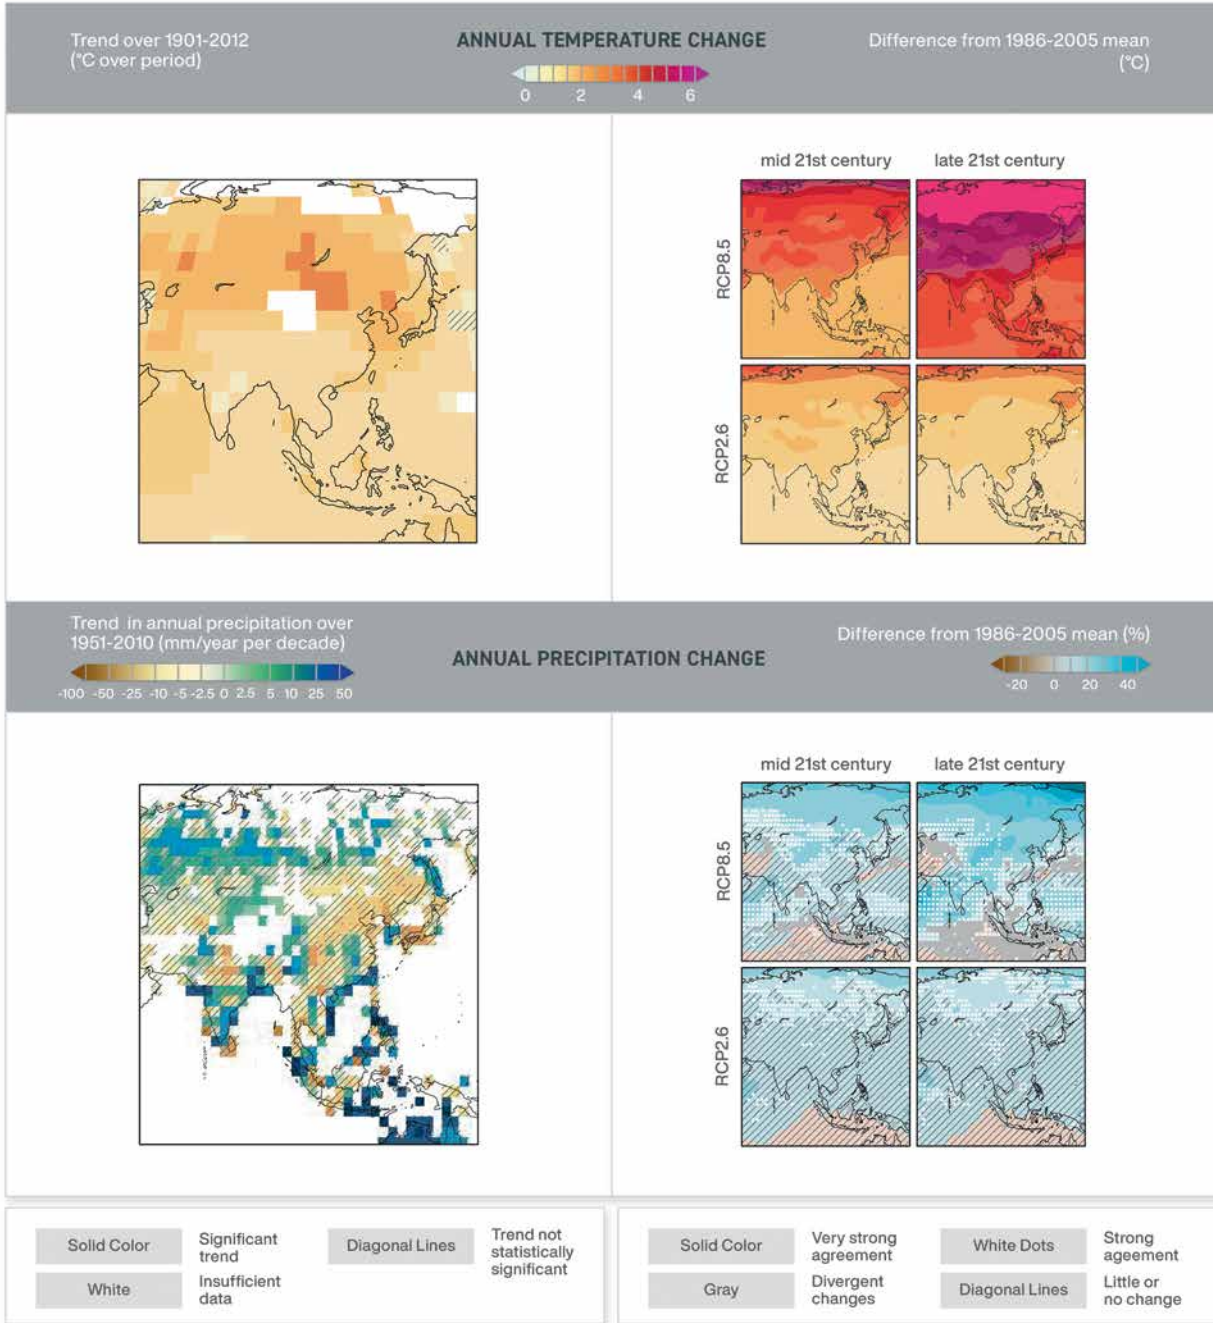 Trend over 1901-2012
(°C over period)
ANNUAL TEMPERATURE CHANGE
0 2 4 6
Difference from 1986-2005 mean
(°C)
mid 21st century
late 21st century
RCP8.5
RCP2.6
Trend in annual precipitation over
1951-2010 (mm/year per decade)
-100 -50 -25 -10 -5 -2.5 0 2.5 5 10 25 50
ANNUAL PRECIPITATION CHANGE
Difference from 1986-2005 mean (%)
-20 0 20 40
mid 21st century
late 21st century
RCP8.5
RCP2.6
Solid Color
Significant
trend
Diagonal Lines
Trend not
statistically
significant
White
Insufficient
data
Solid Color
Very strong
agreement
White Dots
Strong
ageement
Gray
Divergent
changes
Diagonal Lines
Little or
no change